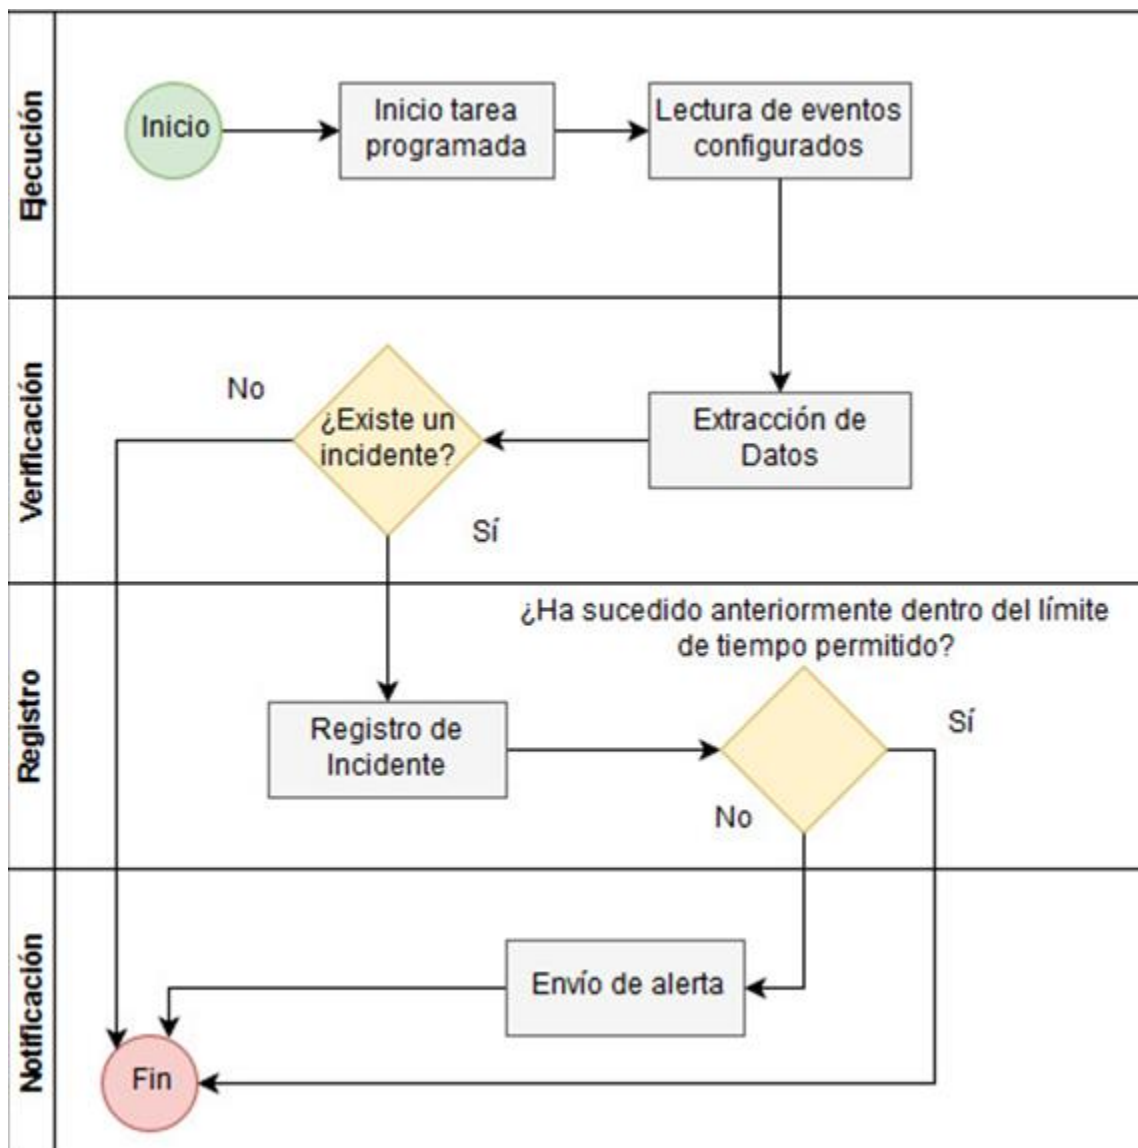 Ejecución
Inicio
Inicio tarea
programada
Lectura de eventos
configurados
Verificación
No
¿Existe un
incidente?
Sí
Extracción de
Datos
Registro
¿Ha sucedido anteriormente dentro del límite
de tiempo permitido?
Registro de
Incidente
Sí
No
Notificación
Envío de alerta
Fin